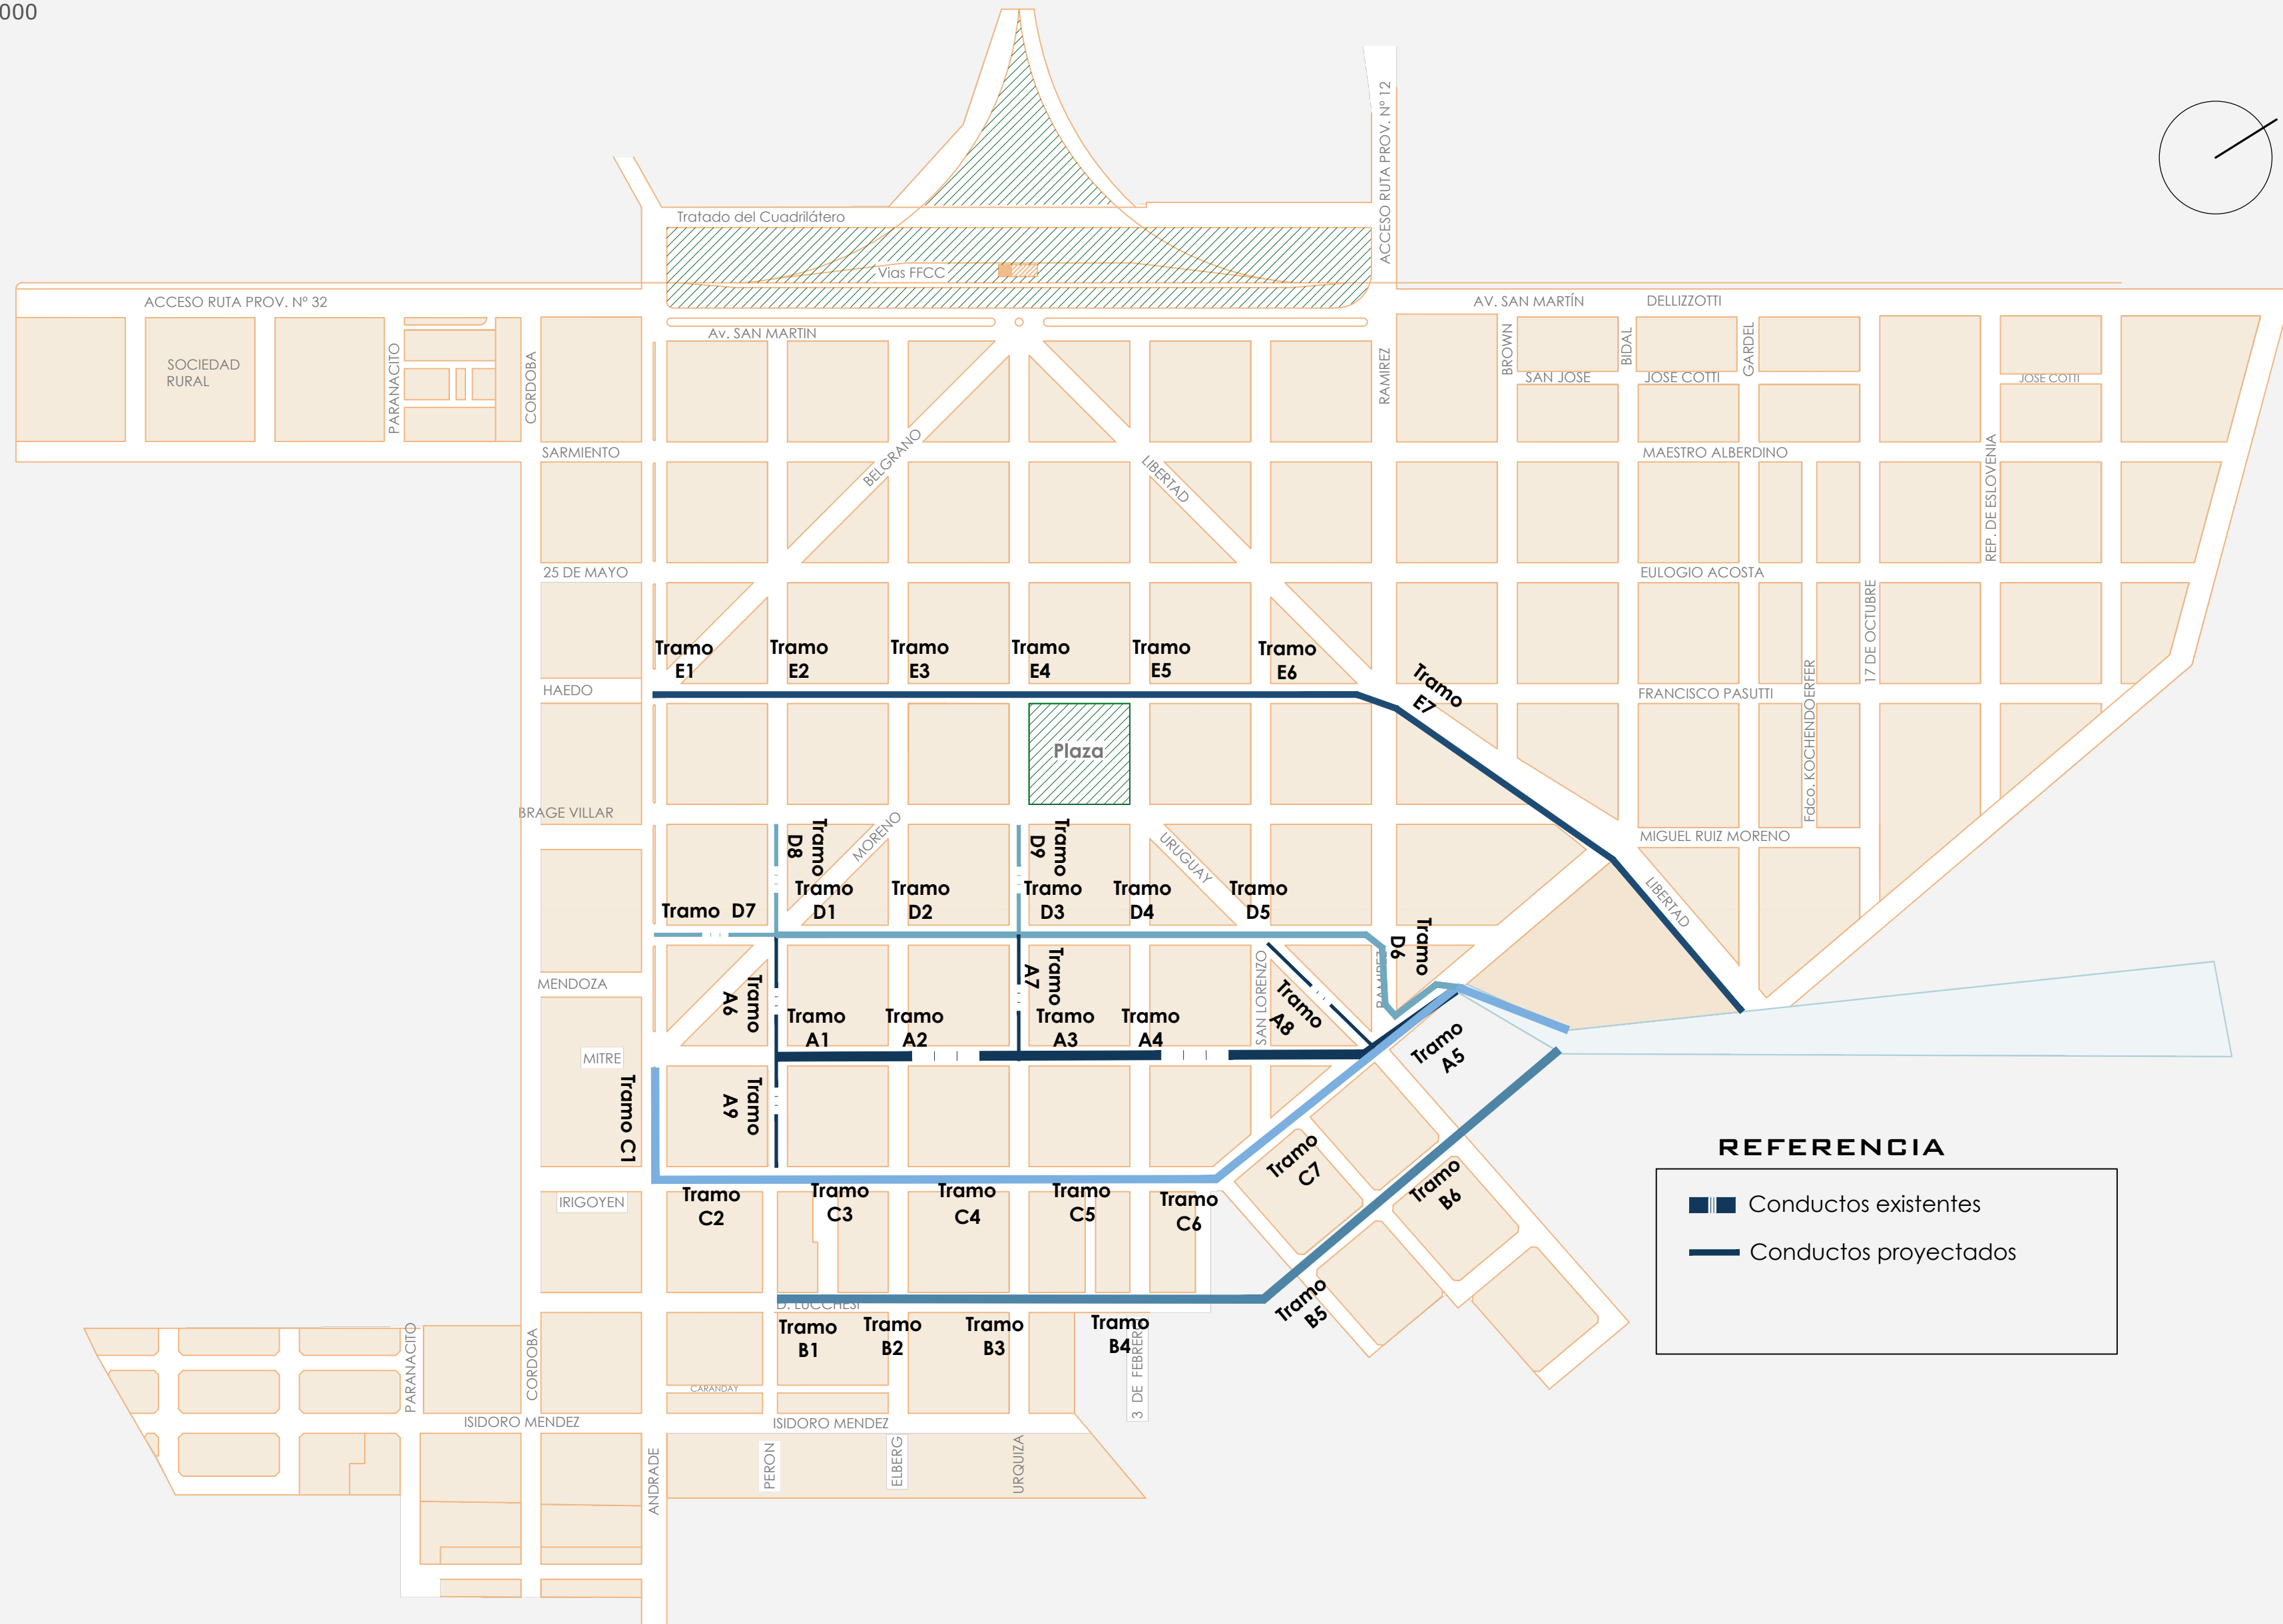 000
ACCESO RUTA PROV. Nº 12
Tratado del Cuadrilátero
Vias FFCC
ACCESO RUTA PROV. Nº 32
AV. SAN MARTÍN
DELLIZZOTTI
Av. SAN MARTIN
SOCIEDAD
RURAL
PARANACITO
CORDOBA
RAMIREZ
BROWN
BIDAL
GARDEL
SAN JOSE
JOSE COTTI
JOSE COTTI
SARMIENTO
BELGRANO
LIBERTAD
MAESTRO ALBERDINO
REP. DE ESLOVENIA
25 DE MAYO
EULOGIO ACOSTA
17 DE OCTUBRE
Tramo
E1
Tramo
E2
Tramo
E3
Tramo
E4
Tramo
E5
Tramo
E6
Tramo
E7
HAEDO
FRANCISCO PASUTTI
Fdco. KOCHENDOERFER
Plaza
BRAGE VILLAR
MORENO
URUGUAY
MIGUEL RUIZ MORENO
LIBERTAD
Tramo
D8
Tramo
D9
Tramo D7
Tramo
D1
Tramo
D2
Tramo
D3
Tramo
D4
Tramo
D5
Tramo
D6
RAMIREZ
MENDOZA
SAN LORENZO
Tramo
A6
Tramo
A7
Tramo
A8
Tramo
A1
Tramo
A2
Tramo
A3
Tramo
A4
Tramo
A5
MITRE
Tramo C1
Tramo
A9
Tramo
C7
Tramo
B6
IRIGOYEN
Tramo
C2
Tramo
C3
Tramo
C4
Tramo
C5
Tramo
C6
D. LUCCHESI
Tramo
B1
Tramo
B2
Tramo
B3
Tramo
B4
Tramo
B5
3 DE FEBRERO
PARANACITO
CORDOBA
CARANDAY
ISIDORO MENDEZ
ISIDORO MENDEZ
ANDRADE
PERON
ELBERG
URQUIZA
REFERENCIA
Conductos existentes
Conductos proyectados